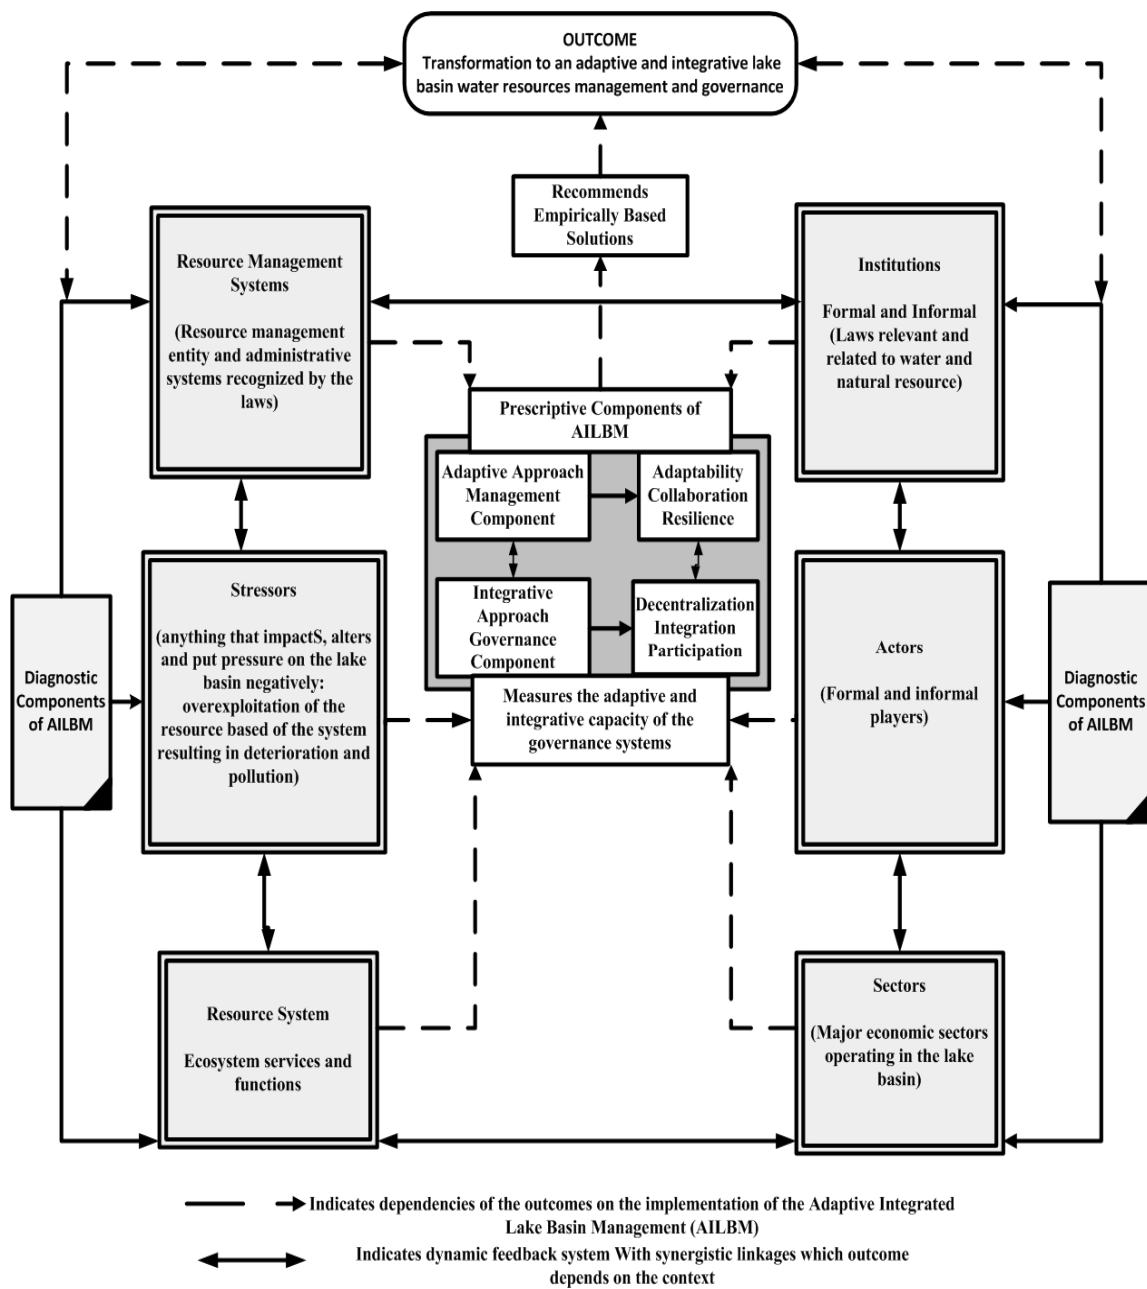 OUTCOME
Transformation to an adaptive and integrative lake
basin water resources management and governance
Recommends
Empirically Based
Solutions
Resource Management
Systems
(Resource management
entity and administrative
systems recognized by the
laws)
Institutions
Formal and Informal
(Laws relevant and
related to water and
natural resource)
Prescriptive Components of
AILBM
Adaptive Approach
Management
Component
Adaptability
Collaboration
Resilience
Integrative
Approach
Governance
Component
Decentralization
Integration
Participation
Measures the adaptive and
integrative capacity of the
governance systems
Diagnostic
Components
of AILBM
Stressors
(anything that impactS, alters
and put pressure on the lake
basin negatively:
overexploitation of the
resource based of the system
resulting in deterioration and
pollution)
Actors
(Formal and informal
players)
Diagnostic
Components
of AILBM
Resource System
Ecosystem services and
functions
Sectors
(Major economic sectors
operating in the lake
basin)
Indicates dependencies of the outcomes on the implementation of the Adaptive Integrated
Lake Basin Management (AILBM)
Indicates dynamic feedback system With synergistic linkages which outcome
depends on the context